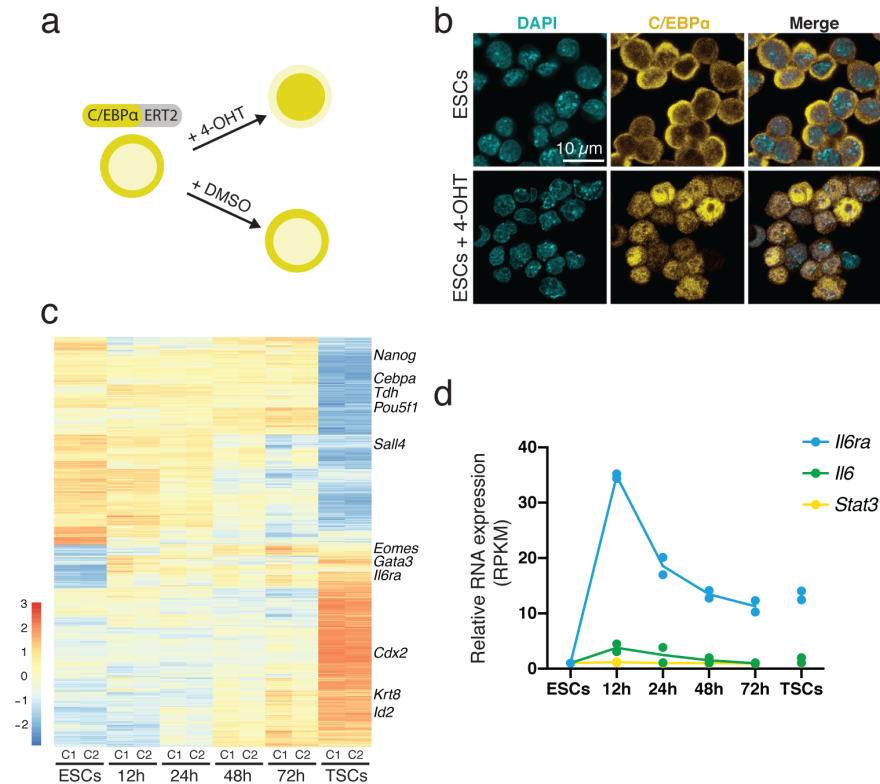 a
C/EBPα ERT2
+ 4-OHT
+ DMSO
b
DAPI C/EBPα Merge
ESCs
10 µm
ESCs + 4-OHT
c
Nanog
Cebpa
Tdh
Pou5f1
Sall4
Eomes
Gata3
Il6ra
Cdx2
Krt8
Id2
3
2
1
0
−1
−2
C1 C2 C1 C2 C1 C2 C1 C2 C1 C2 C1 C2
ESCs 12h 24h 48h 72h TSCs
d
Relative RNA expression
(RPKM)
40
30
20
10
0
ESCs 12h 24h 48h 72h TSCs
Il6ra
Il6
Stat3